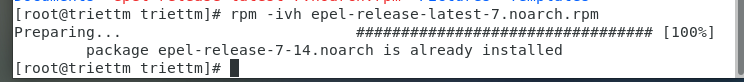 [root@triettm triettm]# rpm -ivh epel-release-latest-7.noarch.rpm
Preparing...                          ################################# [100%]
        package epel-release-7-14.noarch is already installed
[root@triettm triettm]#